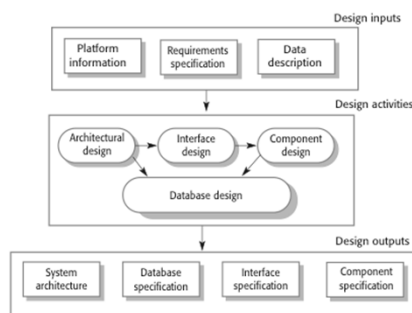 Design inputs
Platform
information
Requirements
specification
Data
description
Design activities
Architectural
design
Interface
design
Component
design
Database design
Design outputs
System
architecture
Database
specification
Interface
specification
Component
specification